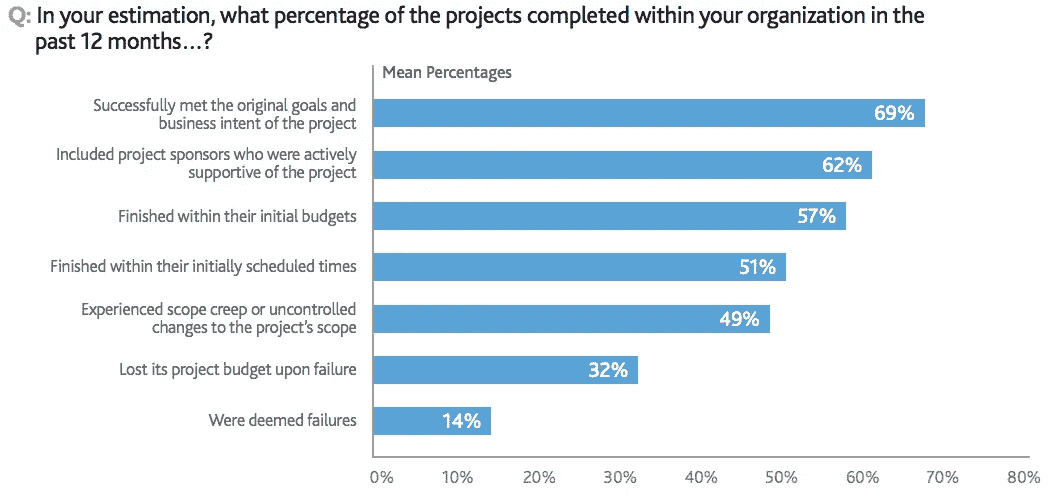 Q: In your estimation, what percentage of the projects completed within your organization in the
past 12 months...?
Mean Percentages
Successfully met the original goals and
business intent of the project
69%
Included project sponsors who were actively
supportive of the project
62%
Finished within their initial budgets
57%
Finished within their initially scheduled times
51%
Experienced scope creep or uncontrolled
changes to the project's scope
49%
Lost its project budget upon failure
32%
Were deemed failures
14%
0% 10% 20% 30% 40% 50% 60% 70% 80%